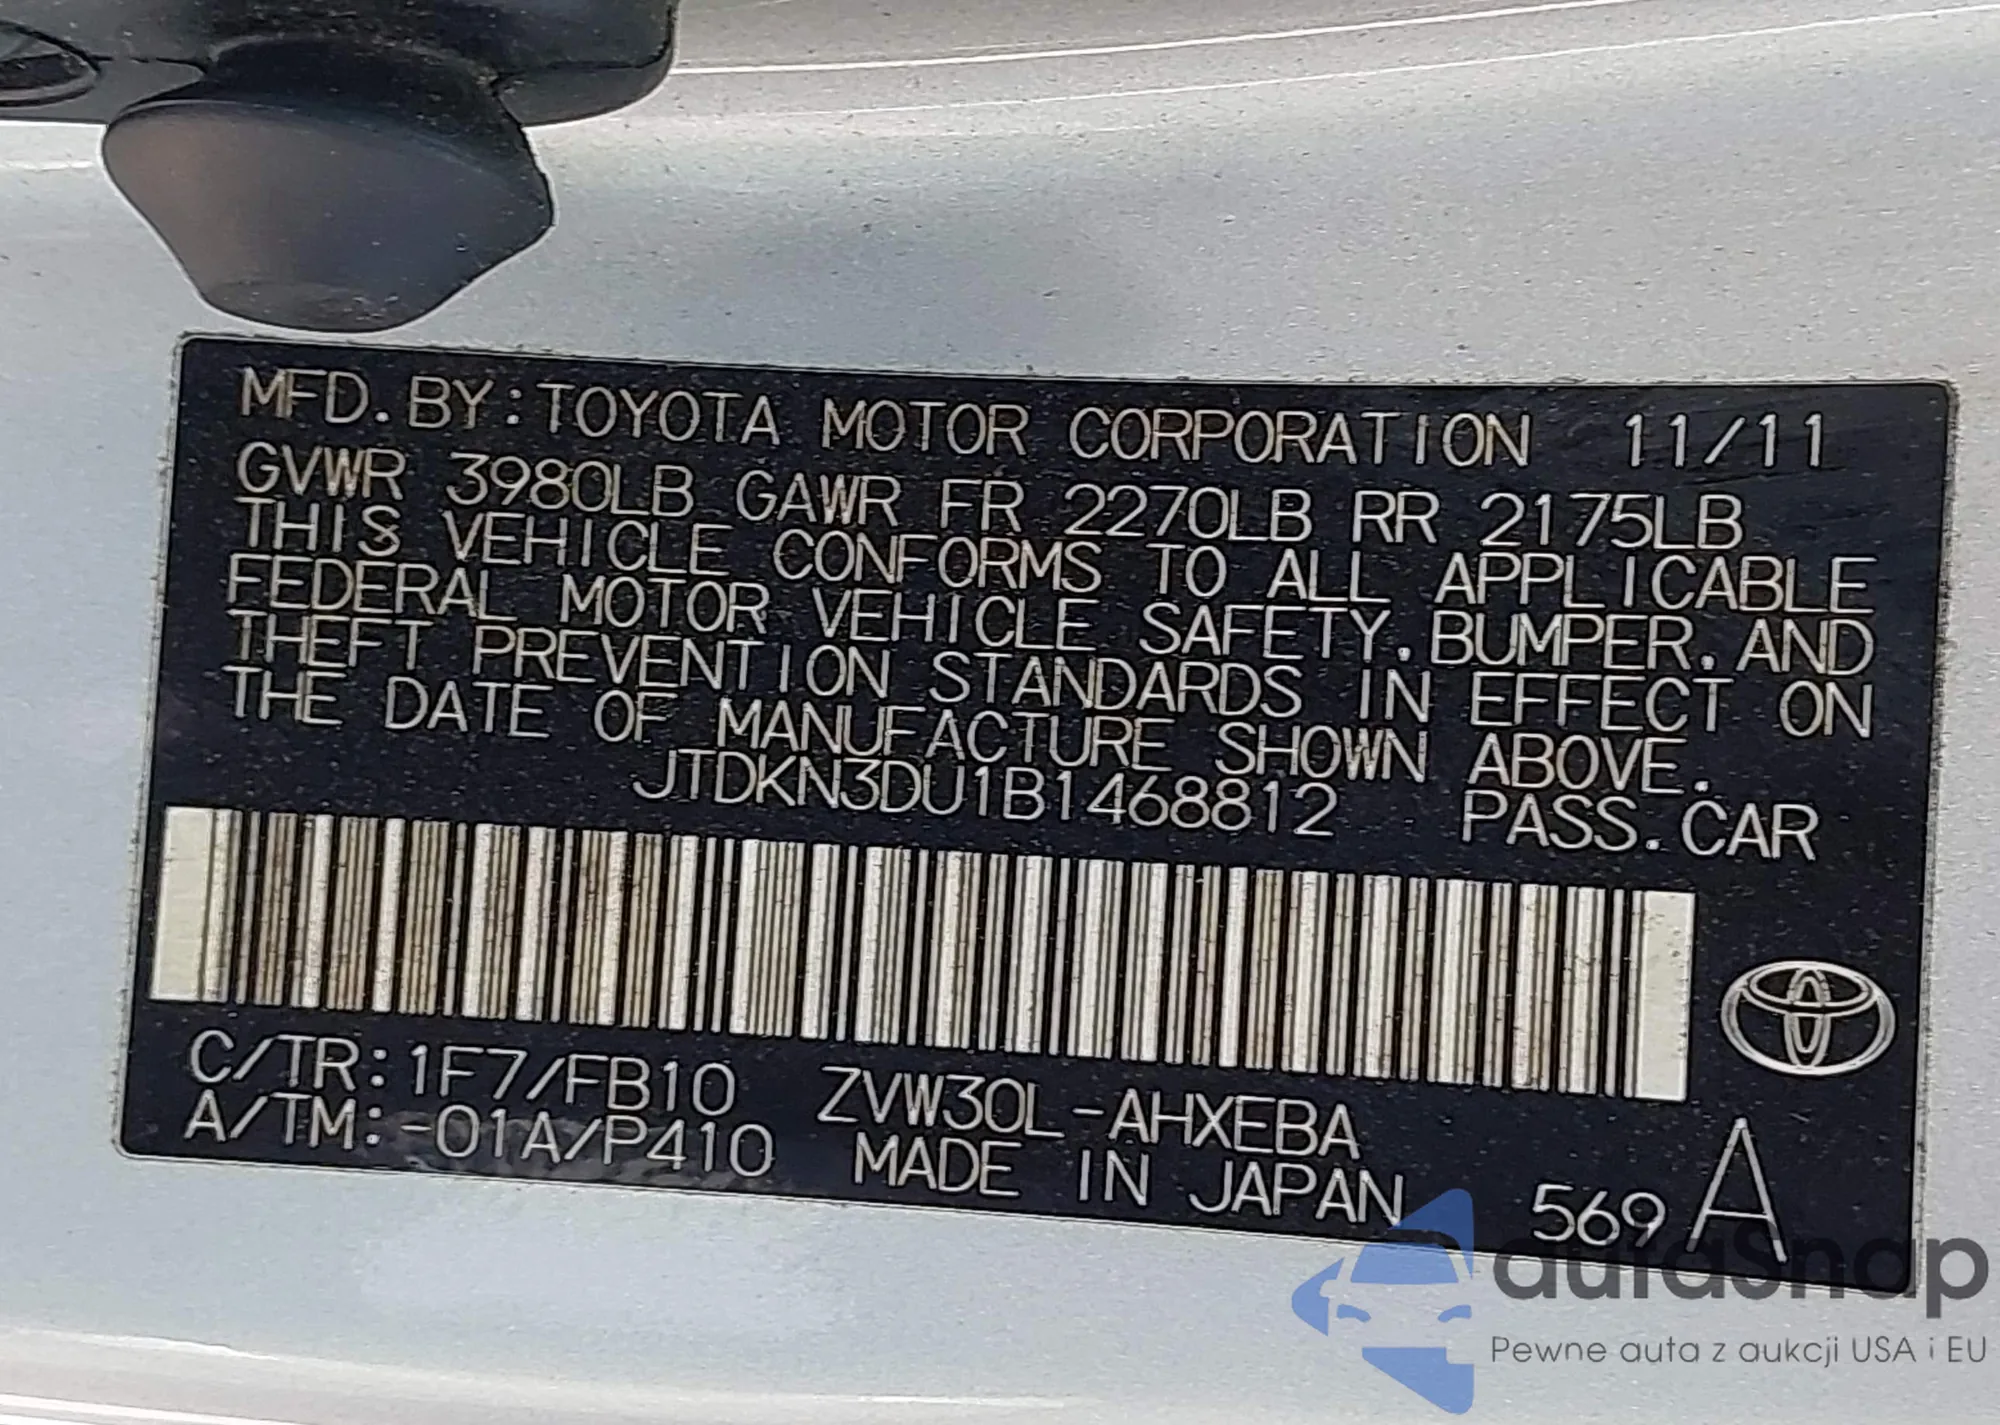 MFD. BY: TOYOTA MOTOR CORPORATION 11/11
GVWR 3980LB GAWR FR 2270LB RR 2175LB
THIS VEHICLE CONFORMS TO ALL APPLICABLE
FEDERAL MOTOR VEHICLE SAFETY, BUMPER, AND
THEFT PREVENTION STANDARDS IN EFFECT ON
THE DATE OF MANUFACTURE SHOWN ABOVE.
JTDKN3DU1B1468812 PASS. CAR
C/TR: 1F7/FB10 ZVW30L-AHXEBA
A/TM: -01A/P410 MADE IN JAPAN 569 A
autaSnap
Pewne auta z aukcji USA i EU